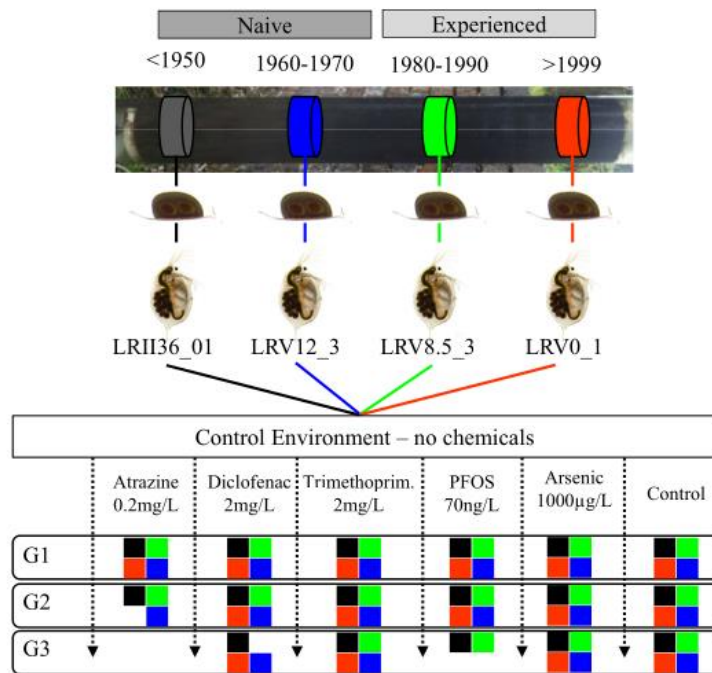 Naive Experienced
<1950 1960-1970 1980-1990 >1999
LRII36_01 LRV12_3 LRV8.5_3 LRV0_1
Control Environment – no chemicals
Atrazine Diclofenac Trimethoprim. PFOS Arsenic Control
0.2mg/L 2mg/L 2mg/L 70ng/L 1000µg/L
G1
G2
G3